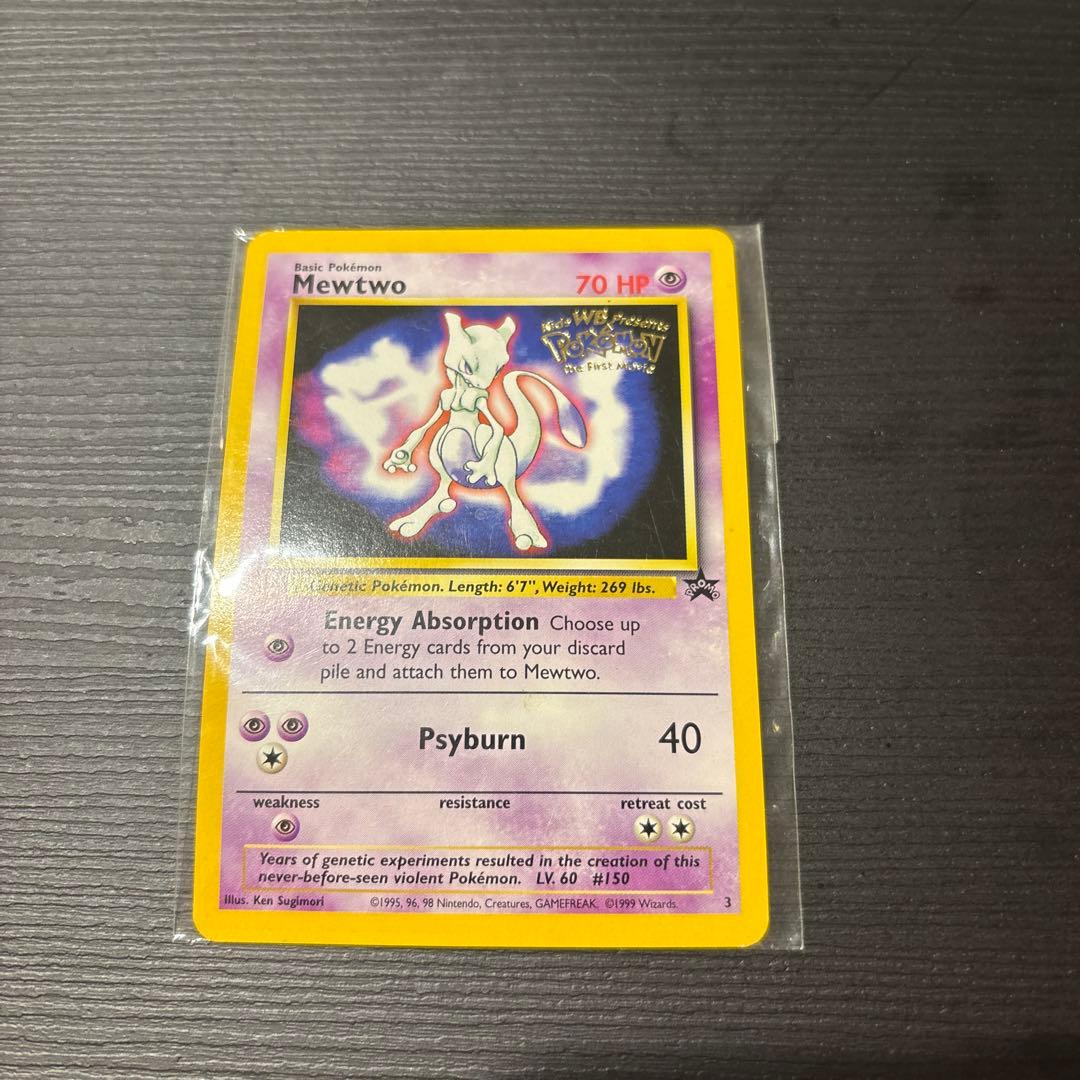 Basic Pokémon
Mewtwo 70 HP
Kids WB Presents
POKÉMON
the First Movie
Genetic Pokémon. Length: 6'7", Weight: 269 lbs.
PROMO
Energy Absorption Choose up
to 2 Energy cards from your discard
pile and attach them to Mewtwo.
Psyburn 40
weakness resistance retreat cost
Years of genetic experiments resulted in the creation of this
never-before-seen violent Pokémon. LV. 60 #150
Illus. Ken Sugimori ©1995, 96, 98 Nintendo, Creatures, GAMEFREAK. ©1999 Wizards. 3